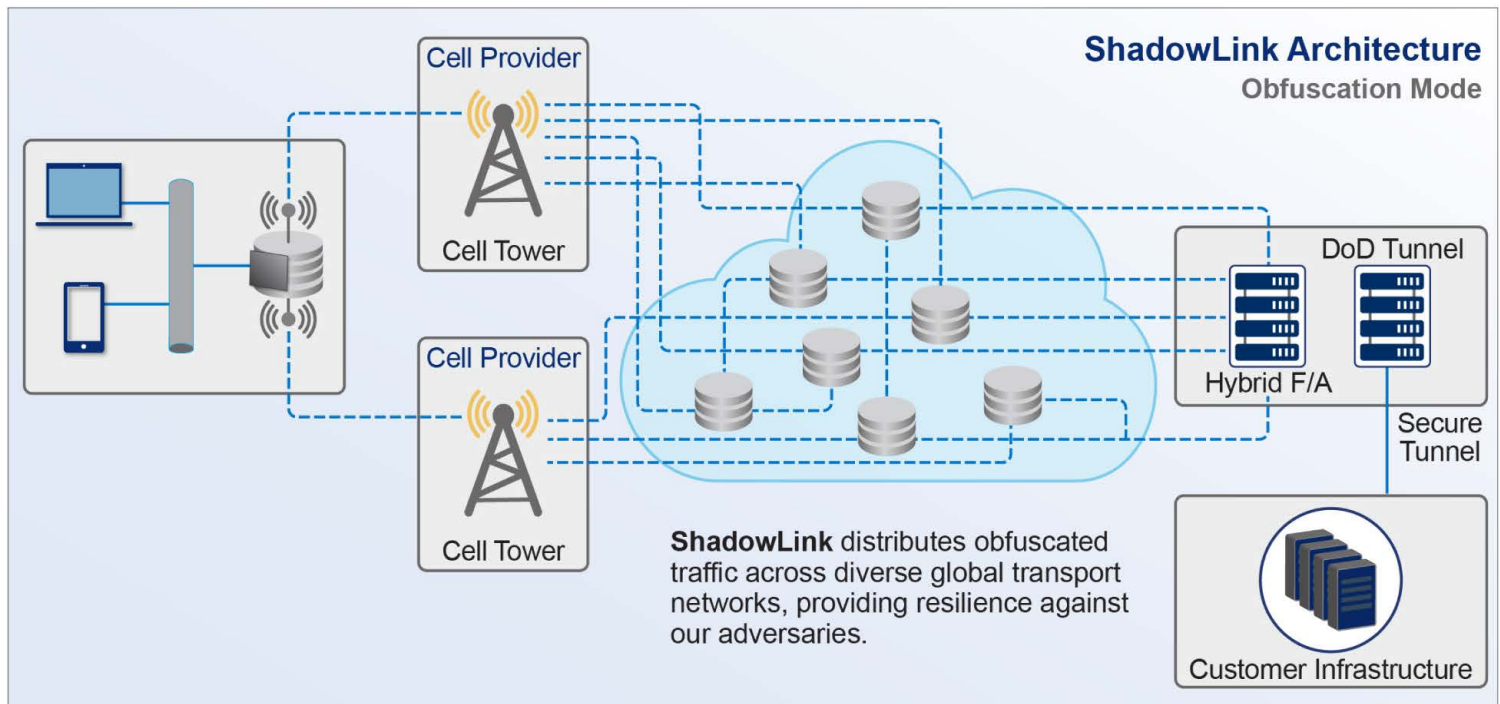 ShadowLink Architecture
Obfuscation Mode
Cell Provider
Cell Tower
Cell Provider
Cell Tower
DoD Tunnel
Hybrid F/A
Secure
Tunnel
Customer Infrastructure
ShadowLink distributes obfuscated
traffic across diverse global transport
networks, providing resilience against
our adversaries.